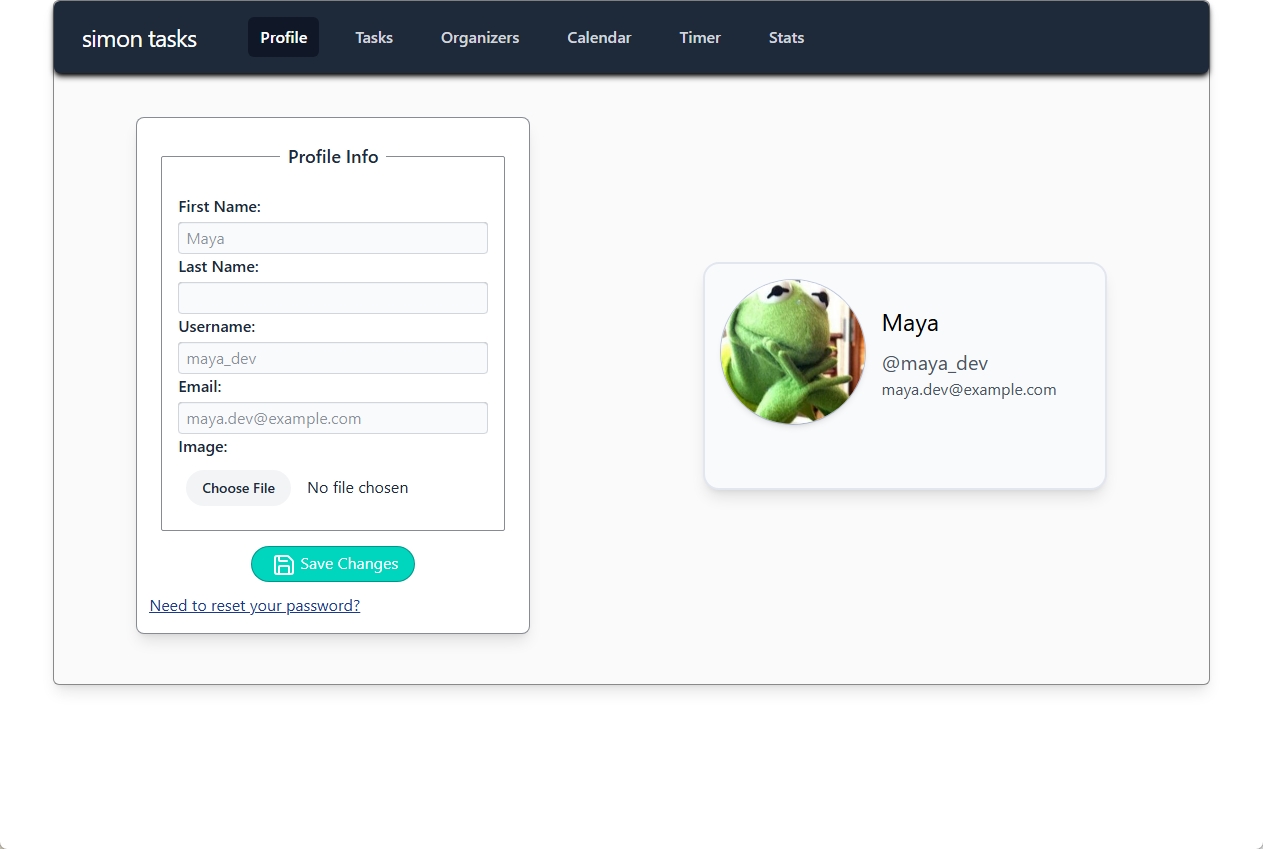 simon tasks
Profile
Tasks
Organizers
Calendar
Timer
Stats
Profile Info
First Name:
Maya
Last Name:
Username:
maya_dev
Email:
maya.dev@example.com
Image:
Choose File No file chosen
Save Changes
Need to reset your password?
Maya
@maya_dev
maya.dev@example.com